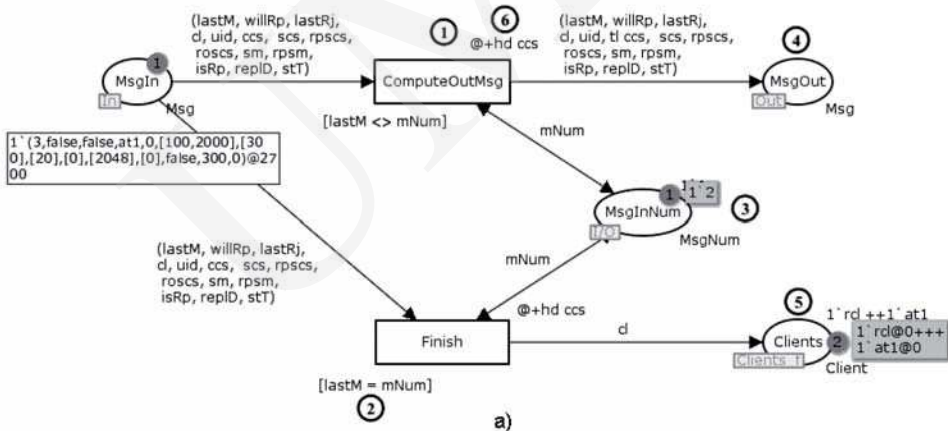 (lastM, willRp, lastRj,
cl, uid, ccs, scs, rpscs,
roscs, sm, rpsm,
isRp, replD, stT)
1
6
@+hd ccs
(lastM, willRp, lastRj,
cl, uid, tl ccs, scs, rpscs,
roscs, sm, rpsm,
isRp, replD, stT)
4
MsgIn
1
In
Msg
ComputeOutMsg
[lastM <> mNum]
MsgOut
Out
Msg
1`(3,false,false,at1,0,[100,2000],[30
0],[20],[0],[2048],[0],false,300,0)@27
00
mNum
1
1`2
MsgInNum
I/O
MsgNum
3
(lastM, willRp, lastRj,
cl, uid, ccs, scs, rpscs,
roscs, sm, rpsm,
isRp, replD, stT)
mNum
@+hd ccs
Finish
[lastM = mNum]
2
cl
5
1`rcl ++1`at1
Clients
2
1`rcl@0+++
1`at1@0
Clients
Client
a)